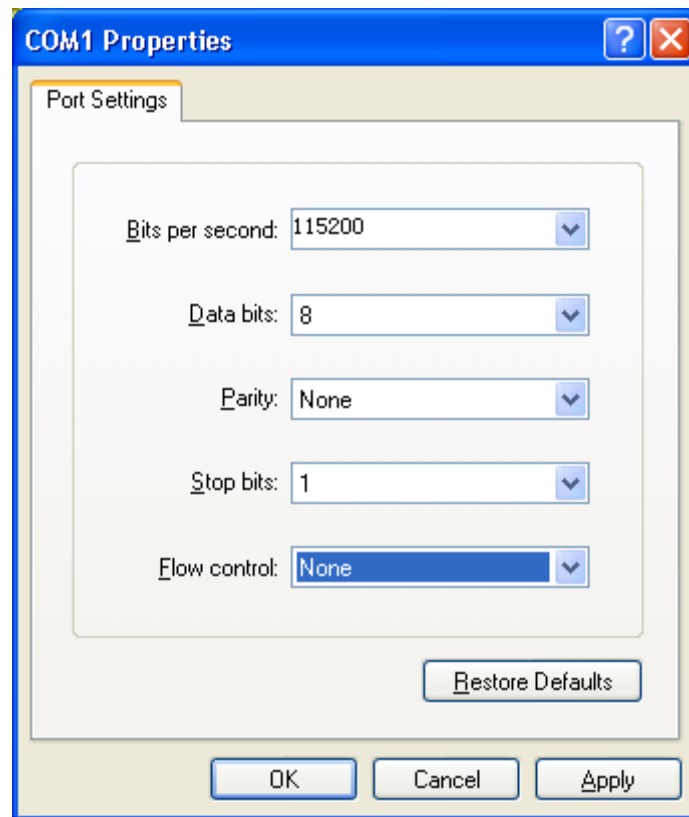 COM1 Properties
Port Settings
Bits per second: 115200
Data bits: 8
Parity: None
Stop bits: 1
Flow control: None
Restore Defaults
OK Cancel Apply